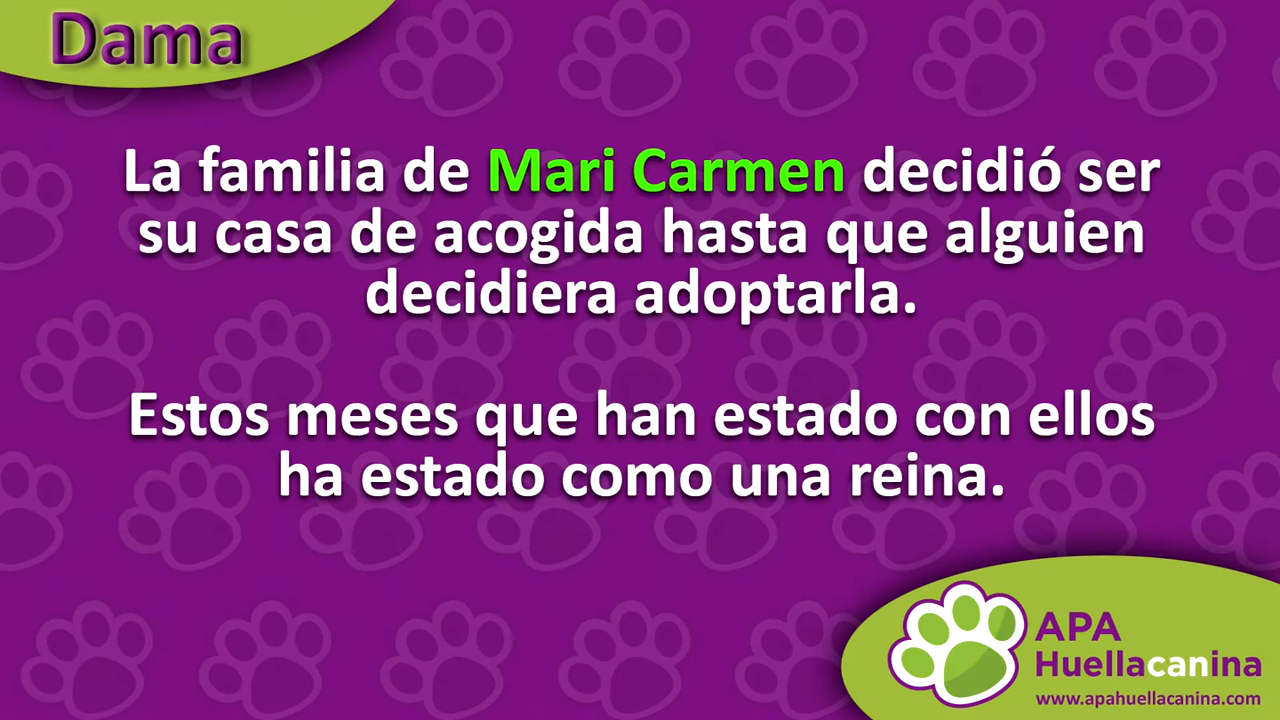 Dama
La familia de Mari Carmen decidió ser
su casa de acogida hasta que alguien
decidiera adoptarla.
Estos meses que han estado con ellos
ha estado como una reina.
APA
Huellacanina
www.apahuellacanina.com